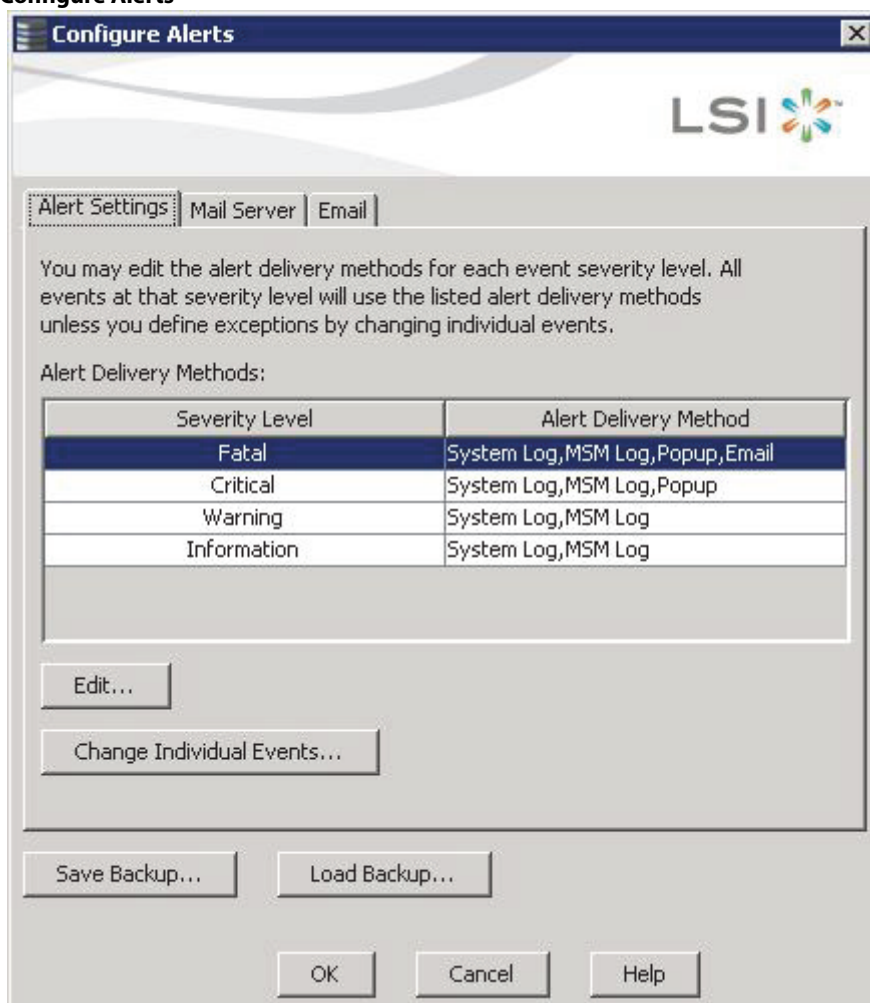 Configure Alerts
Configure Alerts
LSI
Alert Settings Mail Server Email
You may edit the alert delivery methods for each event severity level. All
events at that severity level will use the listed alert delivery methods
unless you define exceptions by changing individual events.
Alert Delivery Methods:
Severity Level Alert Delivery Method
Fatal System Log,MSM Log,Popup,Email
Critical System Log,MSM Log,Popup
Warning System Log,MSM Log
Information System Log,MSM Log
Edit...
Change Individual Events...
Save Backup... Load Backup...
OK Cancel Help